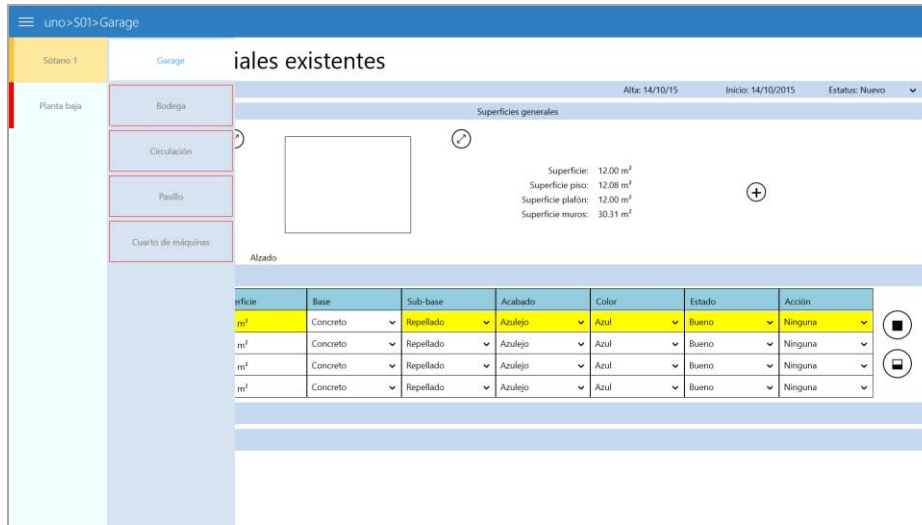 uno>S01>Garage
Sótano 1
Planta baja
Garage
Bodega
Circulación
Pasillo
Cuarto de máquinas
iales existentes
Alta: 14/10/15 Inicio: 14/10/2015 Estatus: Nuevo
Superficies generales
Superficie: 12.00 m²
Superficie piso: 12.08 m²
Superficie plafón: 12.00 m²
Superficie muros: 30.31 m²
Alzado
erficie Base Sub-base Acabado Color Estado Acción
m² Concreto Repellado Azulejo Azul Bueno Ninguna
m² Concreto Repellado Azulejo Azul Bueno Ninguna
m² Concreto Repellado Azulejo Azul Bueno Ninguna
m² Concreto Repellado Azulejo Azul Bueno Ninguna